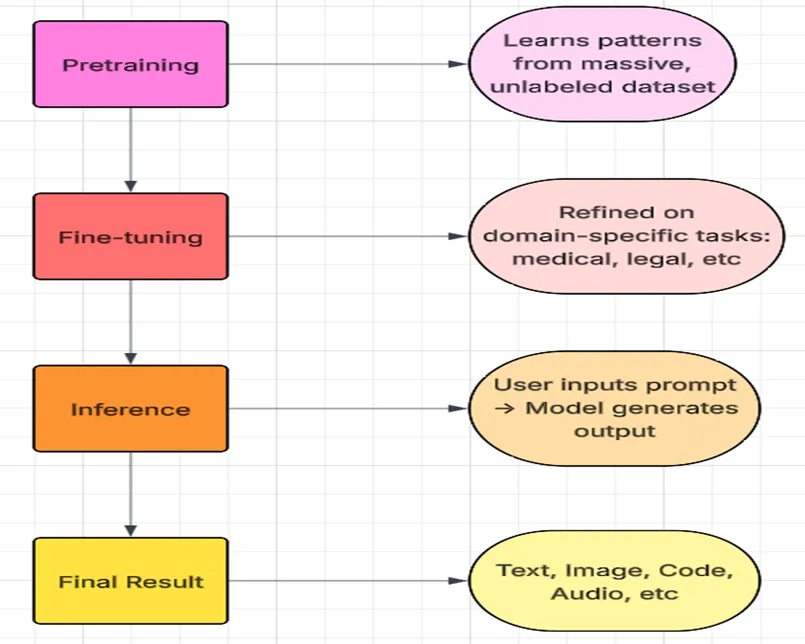 Pretraining
Learns patterns
from massive,
unlabeled dataset
Fine-tuning
Refined on
domain-specific tasks:
medical, legal, etc
Inference
User inputs prompt
→ Model generates
output
Final Result
Text, Image, Code,
Audio, etc